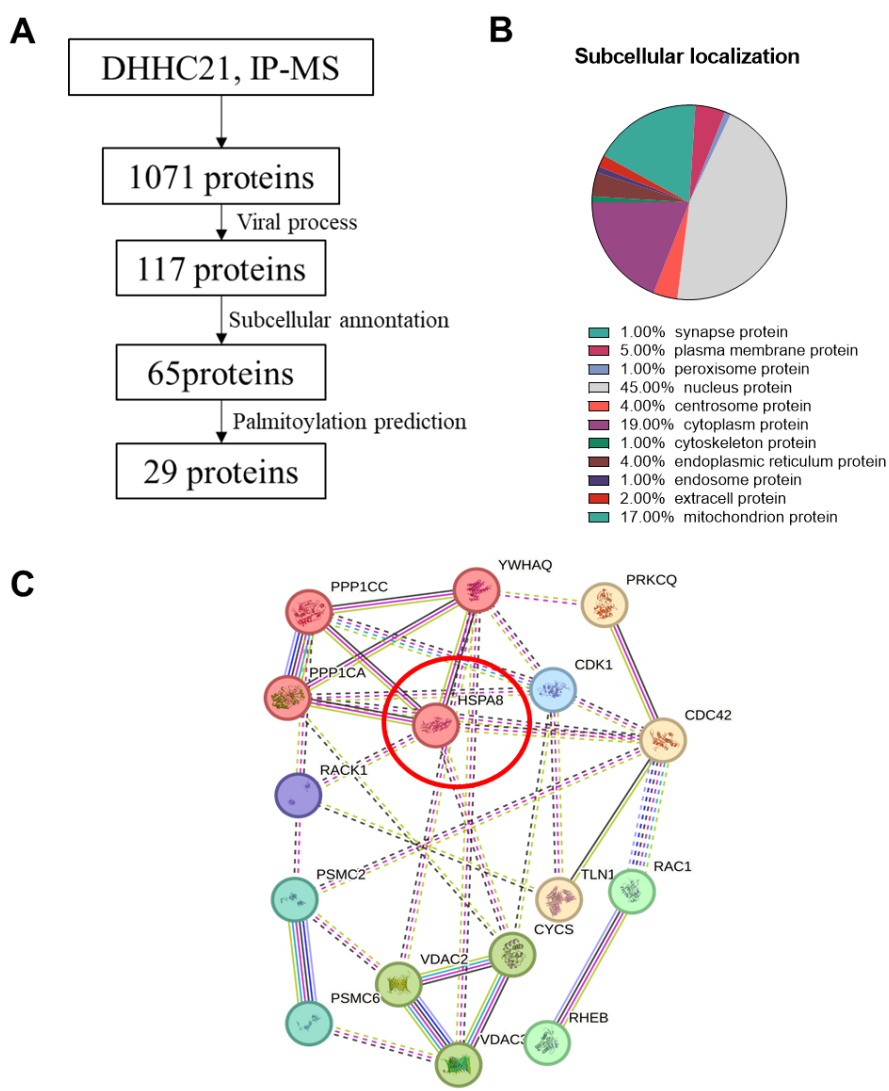 A
DHHC21, IP-MS
1071 proteins
Viral process
117 proteins
Subcellular annontation
65proteins
Palmitoylation prediction
29 proteins
B
Subcellular localization
1.00% synapse protein
5.00% plasma membrane protein
1.00% peroxisome protein
45.00% nucleus protein
4.00% centrosome protein
19.00% cytoplasm protein
1.00% cytoskeleton protein
4.00% endoplasmic reticulum protein
1.00% endosome protein
2.00% extracell protein
17.00% mitochondrion protein
C
YWHAQ
PPP1CC
PRKCQ
PPP1CA
CDK1
HSPA8
CDC42
RACK1
PSMC2
TLN1
RAC1
CYCS
VDAC2
PSMC6
VDAC3
RHEB